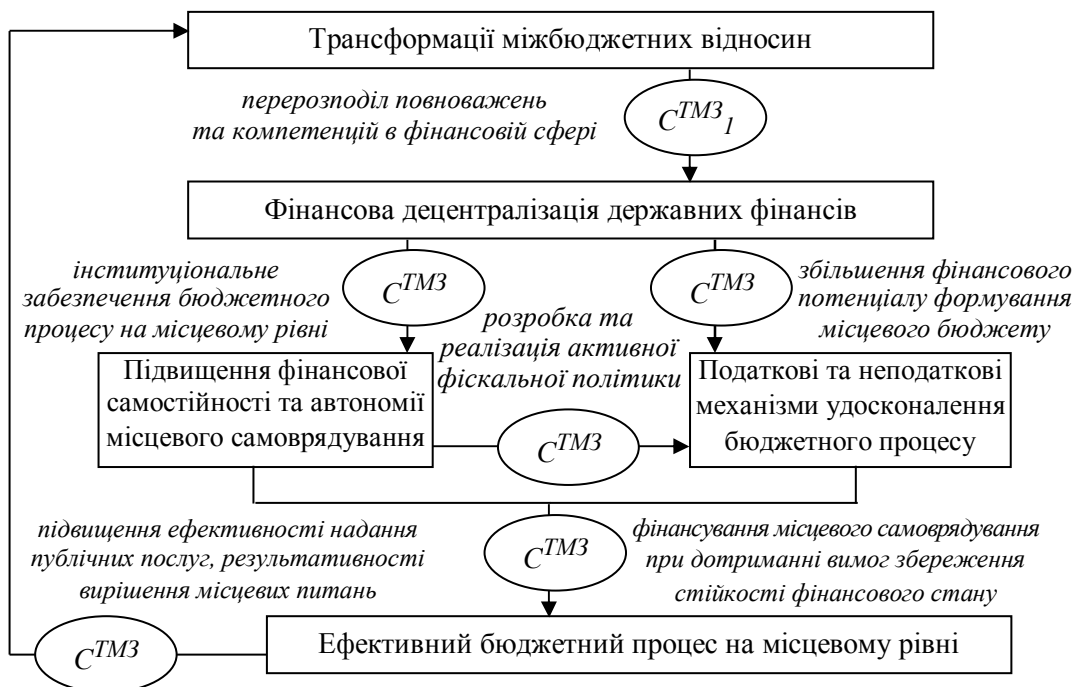 Трансформації міжбюджетних відносин
перерозподіл повноважень
та компетенцій в фінансовій сфері
C^ТМЗ_1
Фінансова децентралізація державних фінансів
інституціональне
забезпечення бюджетного
процесу на місцевому рівні
C^ТМЗ
C^ТМЗ
збільшення фінансового
потенціалу формування
місцевого бюджету
розробка та
реалізація активної
фіскальної політики
Підвищення фінансової
самостійності та автономії
місцевого самоврядування
C^ТМЗ
Податкові та неподаткові
механізми удосконалення
бюджетного процесу
підвищення ефективності надання
публічних послуг, результативності
вирішення місцевих питань
C^ТМЗ
фінансування місцевого самоврядування
при дотриманні вимог збереження
стійкості фінансового стану
C^ТМЗ
Ефективний бюджетний процес на місцевому рівні